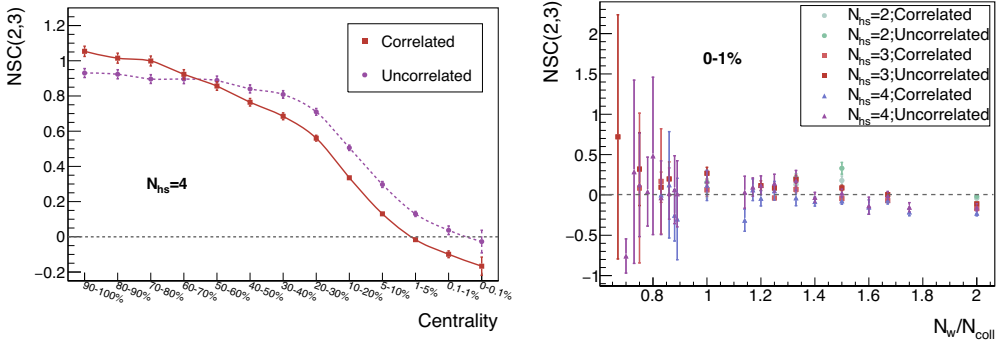 NSC(2,3)
1.2
1
0.8
0.6
0.4
0.2
0
−0.2
Correlated
Uncorrelated
N_hs=4
90-100%
80-90%
70-80%
60-70%
50-60%
40-50%
30-40%
20-30%
10-20%
5-10%
1-5%
0.1-1%
0-0.1%
Centrality
NSC(2,3)
2
1.5
1
0.5
0
−0.5
−1
0-1%
N_hs=2;Correlated
N_hs=2;Uncorrelated
N_hs=3;Correlated
N_hs=3;Uncorrelated
N_hs=4;Correlated
N_hs=4;Uncorrelated
0.8
1
1.2
1.4
1.6
1.8
2
N_w/N_coll